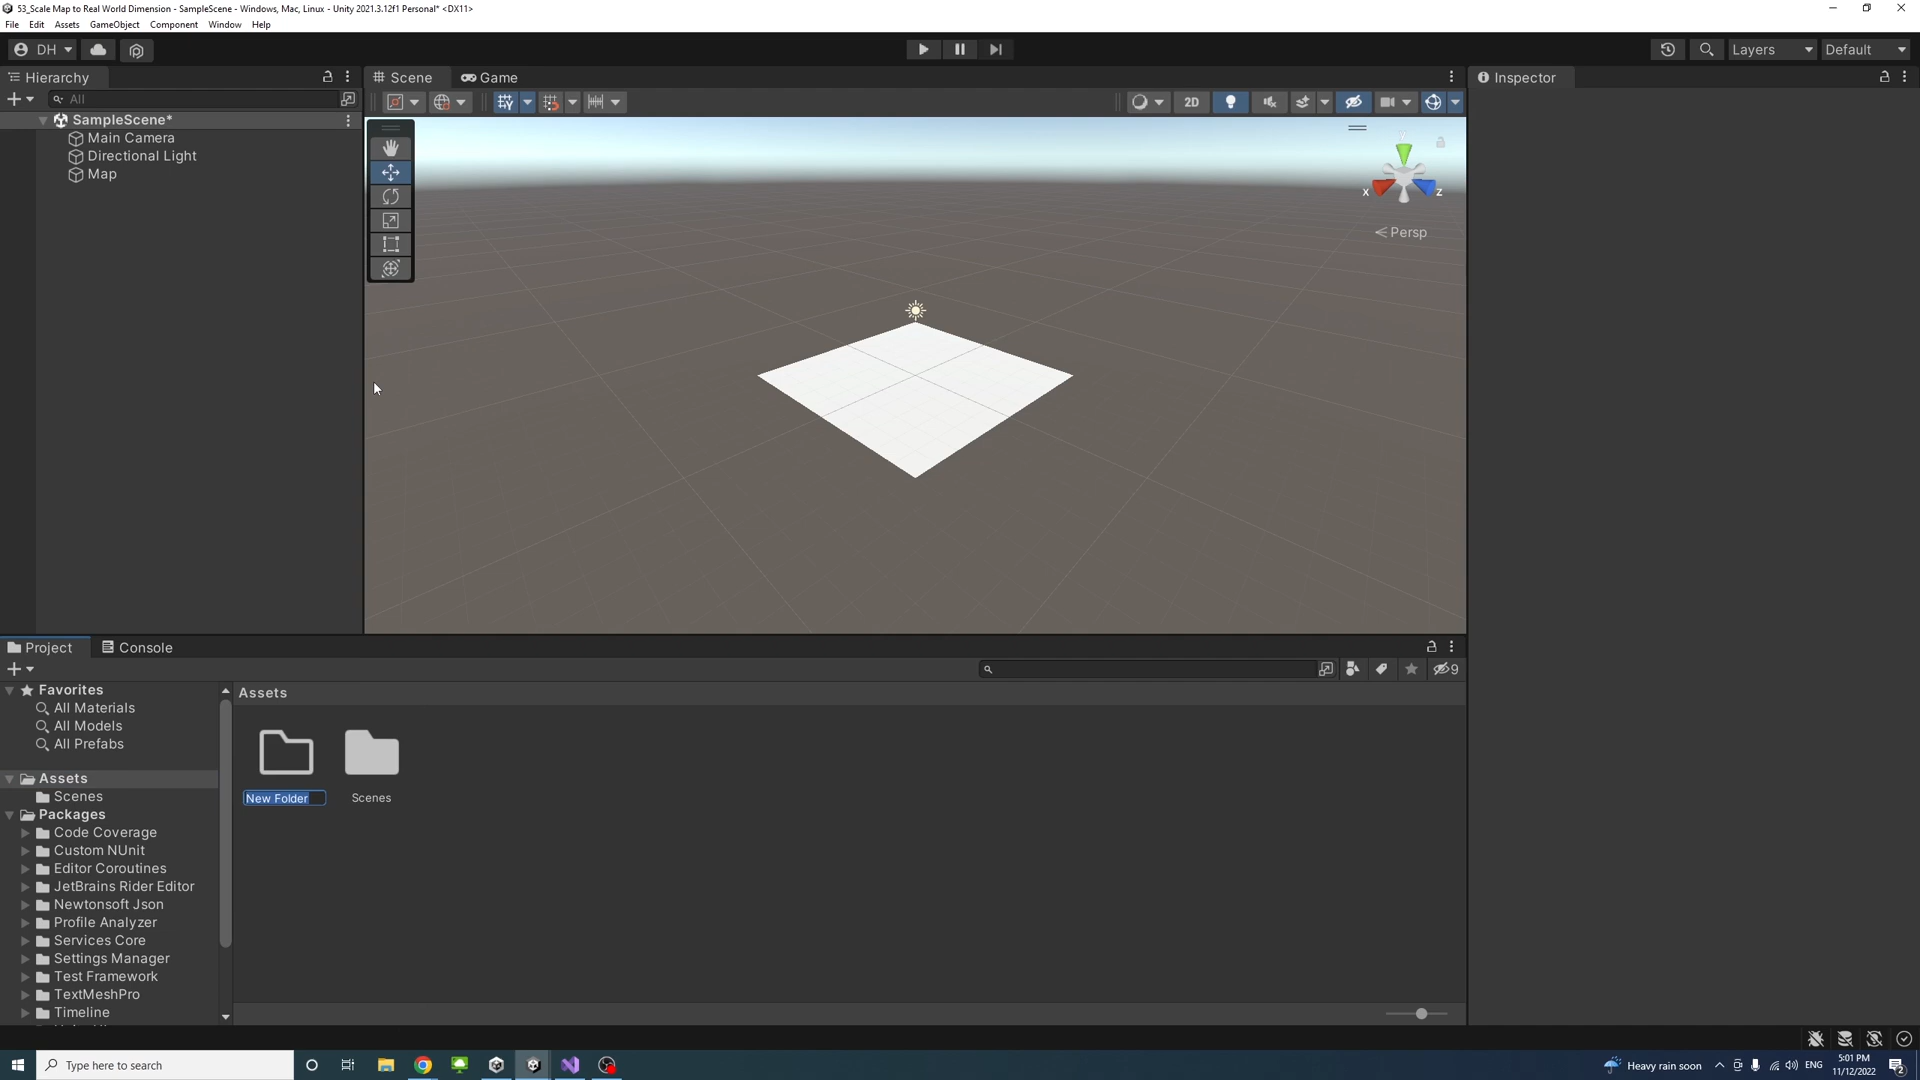 53_Scale Map to Real World Dimension - SampleScene - Windows, Mac, Linux - Unity 2021.3.12f1 Personal* <DX11>
File Edit Assets GameObject Component Window Help
DH Layers Default
Hierarchy
All
SampleScene*
Main Camera
Directional Light
Map
Scene Game
2D
y
x z
Persp
Inspector
Project Console
9
Favorites
All Materials
All Models
All Prefabs
Assets
Scenes
Packages
Code Coverage
Custom NUnit
Editor Coroutines
JetBrains Rider Editor
Newtonsoft Json
Profile Analyzer
Services Core
Settings Manager
Test Framework
TextMeshPro
Timeline
Assets
New Folder Scenes
Type here to search
Heavy rain soon ENG 5:01 PM
11/12/2022 2